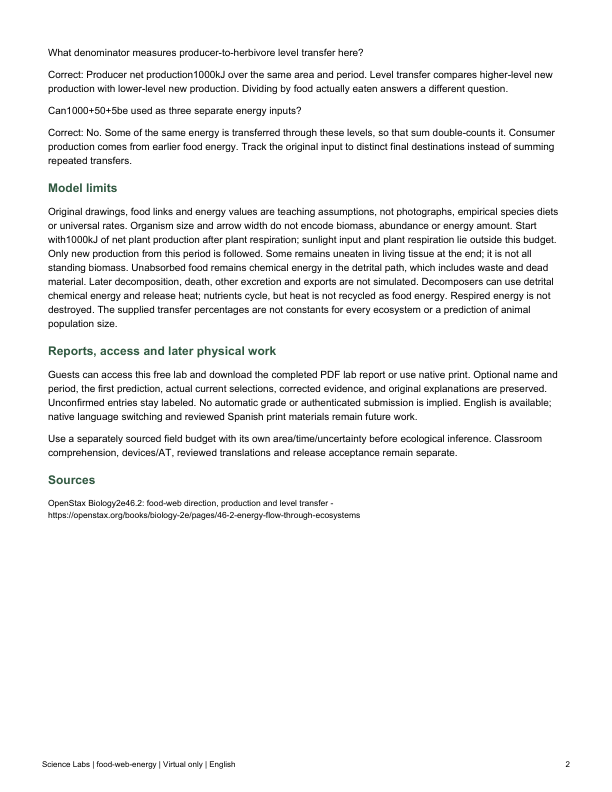 What denominator measures producer-to-herbivore level transfer here?
Correct: Producer net production1000kJ over the same area and period. Level transfer compares higher-level new
production with lower-level new production. Dividing by food actually eaten answers a different question.
Can1000+50+5be used as three separate energy inputs?
Correct: No. Some of the same energy is transferred through these levels, so that sum double-counts it. Consumer
production comes from earlier food energy. Track the original input to distinct final destinations instead of summing
repeated transfers.
Model limits
Original drawings, food links and energy values are teaching assumptions, not photographs, empirical species diets
or universal rates. Organism size and arrow width do not encode biomass, abundance or energy amount. Start
with1000kJ of net plant production after plant respiration; sunlight input and plant respiration lie outside this budget.
Only new production from this period is followed. Some remains uneaten in living tissue at the end; it is not all
standing biomass. Unabsorbed food remains chemical energy in the detrital path, which includes waste and dead
material. Later decomposition, death, other excretion and exports are not simulated. Decomposers can use detrital
chemical energy and release heat; nutrients cycle, but heat is not recycled as food energy. Respired energy is not
destroyed. The supplied transfer percentages are not constants for every ecosystem or a prediction of animal
population size.
Reports, access and later physical work
Guests can access this free lab and download the completed PDF lab report or use native print. Optional name and
period, the first prediction, actual current selections, corrected evidence, and original explanations are preserved.
Unconfirmed entries stay labeled. No automatic grade or authenticated submission is implied. English is available;
native language switching and reviewed Spanish print materials remain future work.
Use a separately sourced field budget with its own area/time/uncertainty before ecological inference. Classroom
comprehension, devices/AT, reviewed translations and release acceptance remain separate.
Sources
OpenStax Biology2e46.2: food-web direction, production and level transfer -
https://openstax.org/books/biology-2e/pages/46-2-energy-flow-through-ecosystems
Science Labs | food-web-energy | Virtual only | English
2